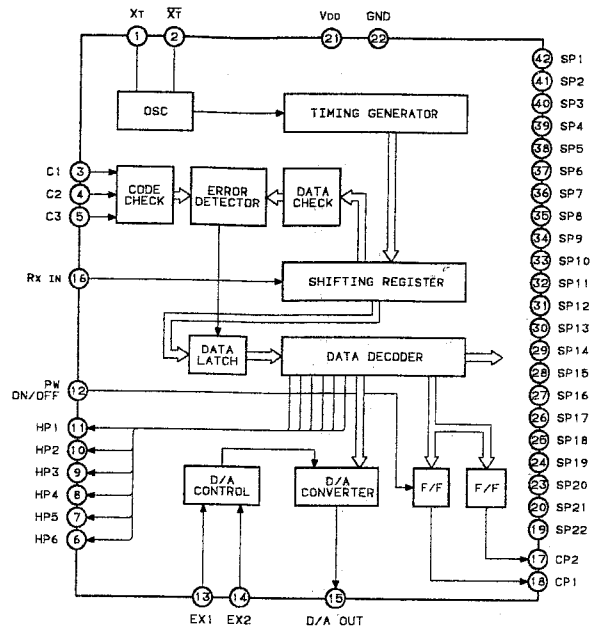 XT X̅T̅ VDD GND
1 2 21 22
42 SP1
41 SP2
40 SP3
39 SP4
38 SP5
37 SP6
36 SP7
35 SP8
34 SP9
33 SP10
32 SP11
31 SP12
30 SP13
29 SP14
28 SP15
27 SP16
26 SP17
25 SP18
24 SP19
23 SP20
20 SP21
19 SP22
17 CP2
18 CP1
OSC
TIMING GENERATOR
C1 3
C2 4
C3 5
CODE
CHECK
ERROR
DETECTOR
DATA
CHECK
RX IN 16
SHIFTING REGISTER
DATA
LATCH
DATA DECODER
PW
ON/OFF 12
HP1 11
HP2 10
HP3 9
HP4 8
HP5 7
HP6 6
D/A
CONTROL
D/A
CONVERTER
F/F
F/F
13 14 15
EX1 EX2 D/A OUT